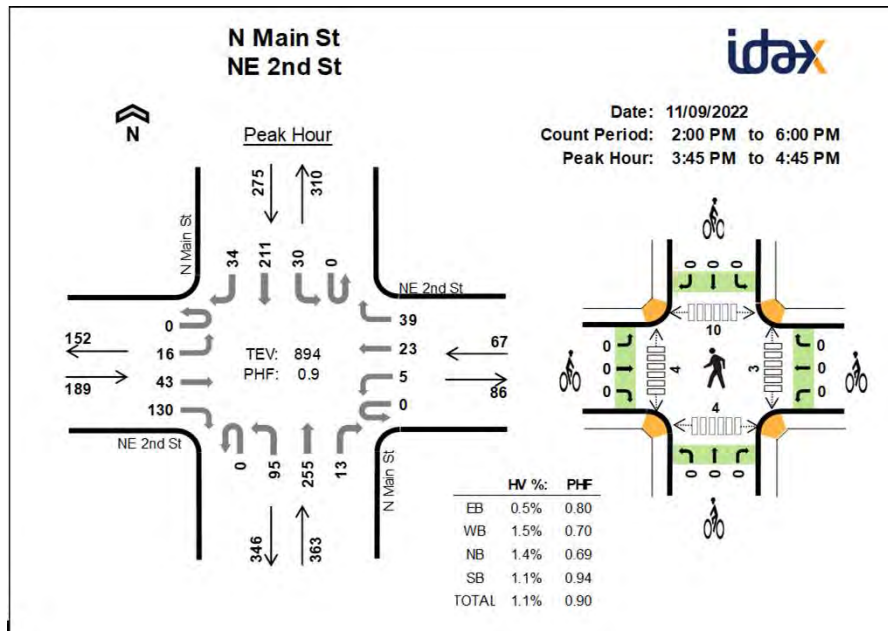 N Main St
NE 2nd St
idax
Date: 11/09/2022
Count Period: 2:00 PM to 6:00 PM
Peak Hour: 3:45 PM to 4:45 PM
N
Peak Hour
275
310
N Main St
34
211
30
0
NE 2nd St
0
16
43
130
152
189
TEV: 894
PHF: 0.9
39
23
5
0
67
86
NE 2nd St
0
95
255
13
N Main St
346
363
0
0
0
10
0
0
0
4
3
0
0
0
4
0
0
0
HV %: PHF
EB 0.5% 0.80
WB 1.5% 0.70
NB 1.4% 0.69
SB 1.1% 0.94
TOTAL 1.1% 0.90